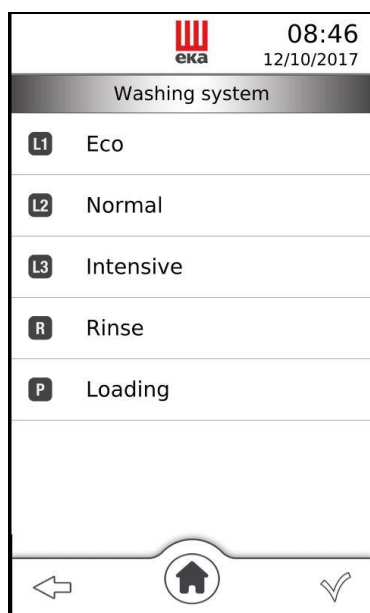 eka
08:46
12/10/2017
Washing system
L1 Eco
L2 Normal
L3 Intensive
R Rinse
P Loading